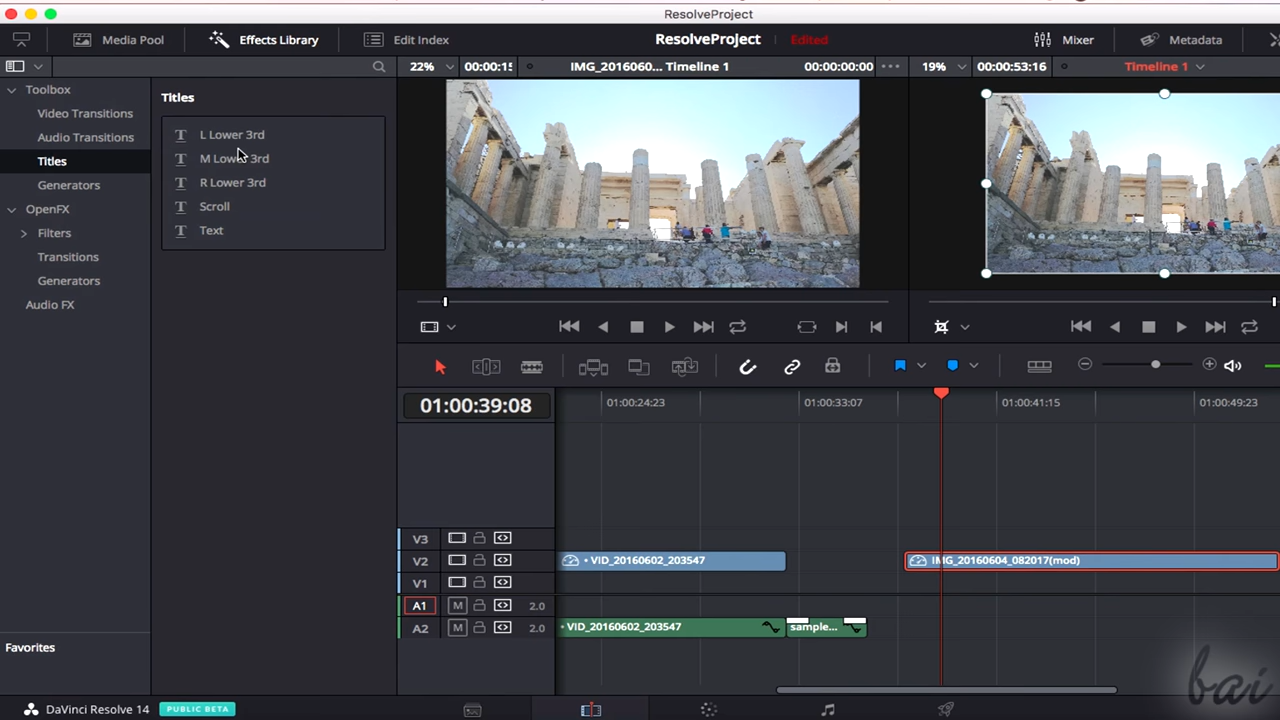 ResolveProject
Media Pool
Effects Library
Edit Index
ResolveProject
Edited
Mixer
Metadata
22%
00:00:15
IMG_2016060... Timeline 1
00:00:00:00
19%
00:00:53:16
Timeline 1
Toolbox
Video Transitions
Audio Transitions
Titles
Generators
OpenFX
Filters
Transitions
Generators
Audio FX
Titles
L Lower 3rd
M Lower 3rd
R Lower 3rd
Scroll
Text
01:00:39:08
01:00:24:23
01:00:33:07
01:00:41:15
01:00:49:23
V3
V2
VID_20160602_203547
IMG_20160604_082017(mod)
V1
A1
M
2.0
A2
M
2.0
VID_20160602_203547
sample...
Favorites
DaVinci Resolve 14
PUBLIC BETA
bai